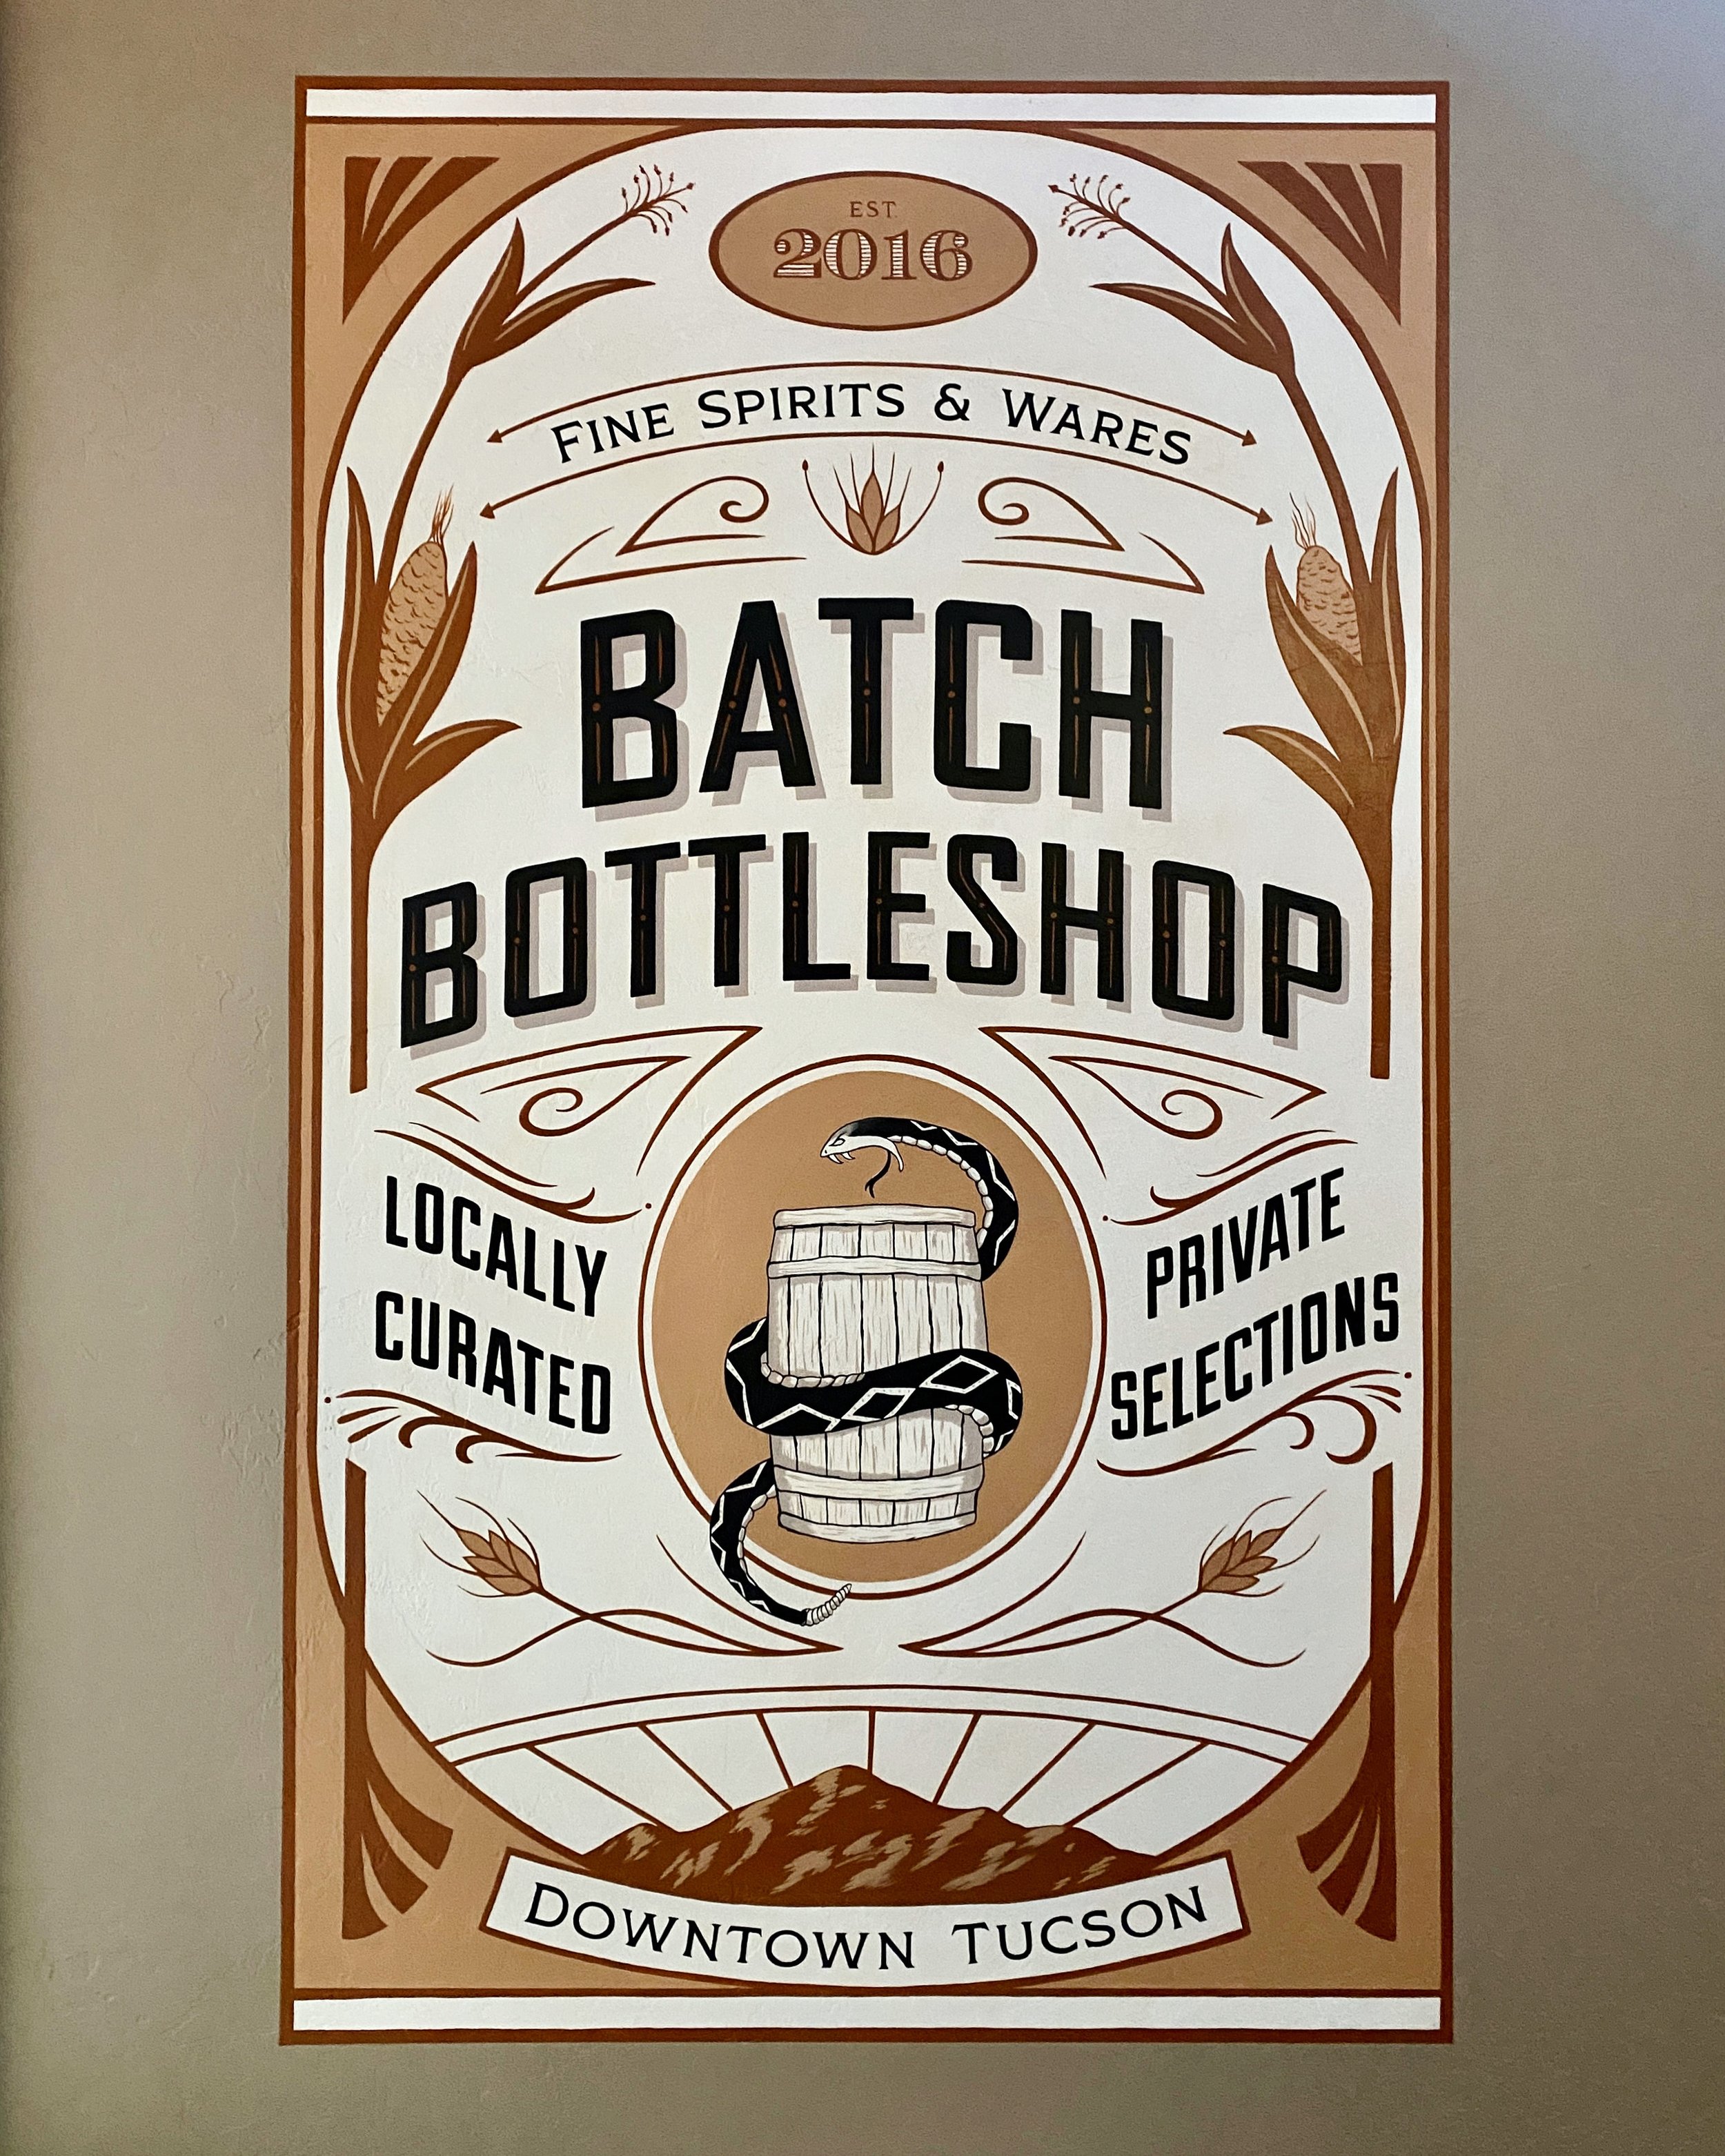 EST.
2016
FINE SPIRITS & WARES
BATCH
BOTTLESHOP
LOCALLY
CURATED
PRIVATE
SELECTIONS
DOWNTOWN TUCSON